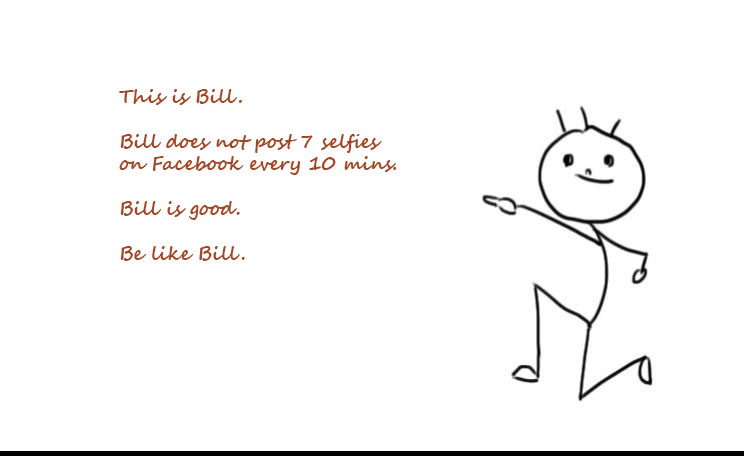 This is Bill.
Bill does not post 7 selfies
on Facebook every 10 mins.
Bill is good.
Be like Bill.